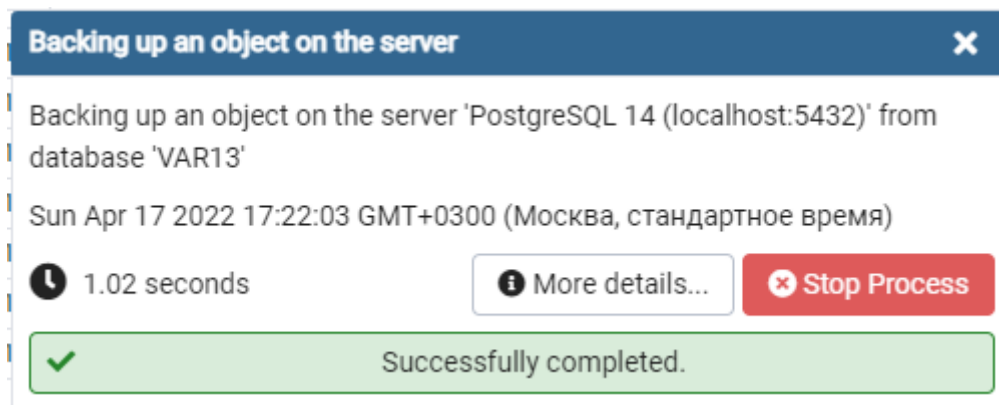 Backing up an object on the server
Backing up an object on the server 'PostgreSQL 14 (localhost:5432)' from
database 'VAR13'
Sun Apr 17 2022 17:22:03 GMT+0300 (Москва, стандартное время)
1.02 seconds
More details...
Stop Process
Successfully completed.